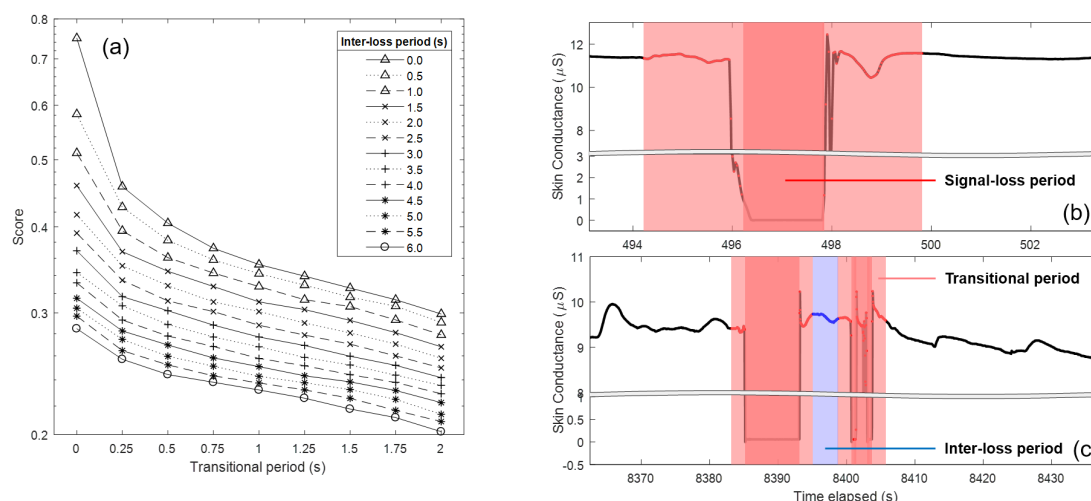 (a)
Inter-loss period (s)
0.0
0.5
1.0
1.5
2.0
2.5
3.0
3.5
4.0
4.5
5.0
5.5
6.0
0.8
0.7
0.6
0.5
0.4
0.3
0.2
Score
0 0.25 0.5 0.75 1 1.25 1.5 1.75 2
Transitional period (s)
12
10
8
6
3
2
1
0
Skin Conductance ( μS)
Signal-loss period
(b)
494 496 498 500 502
11
10
9
8
0.5
0
-0.5
Skin Conductance ( μS)
Transitional period
Inter-loss period
(c)
8370 8380 8390 8400 8410 8420 8430
Time elapsed (s)